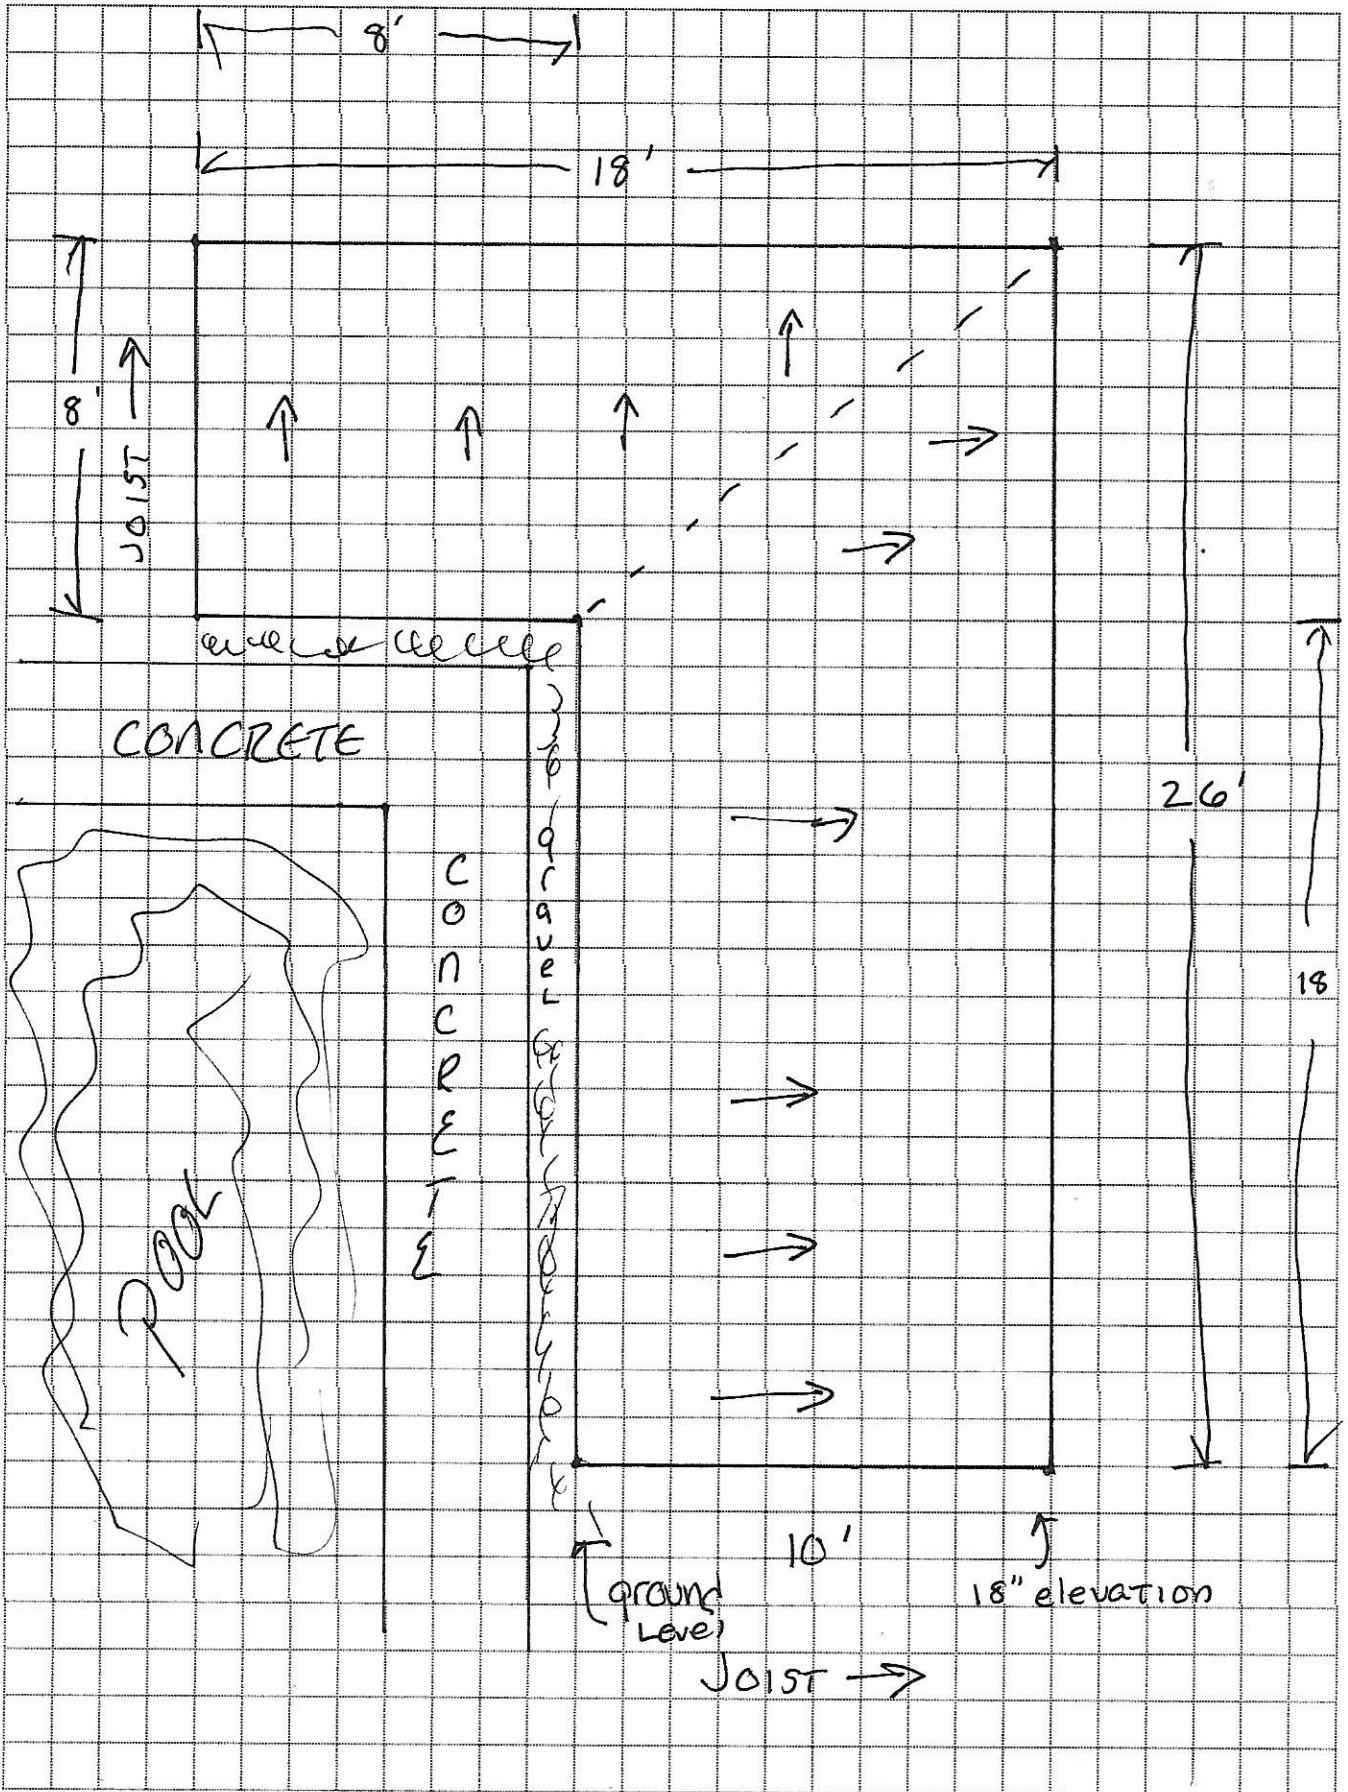 8'
18'
8'
JOIST
CONCRETE
26'
gravel
CONCRETE
18
POOL
10'
ground
Level
18" elevation
JOIST